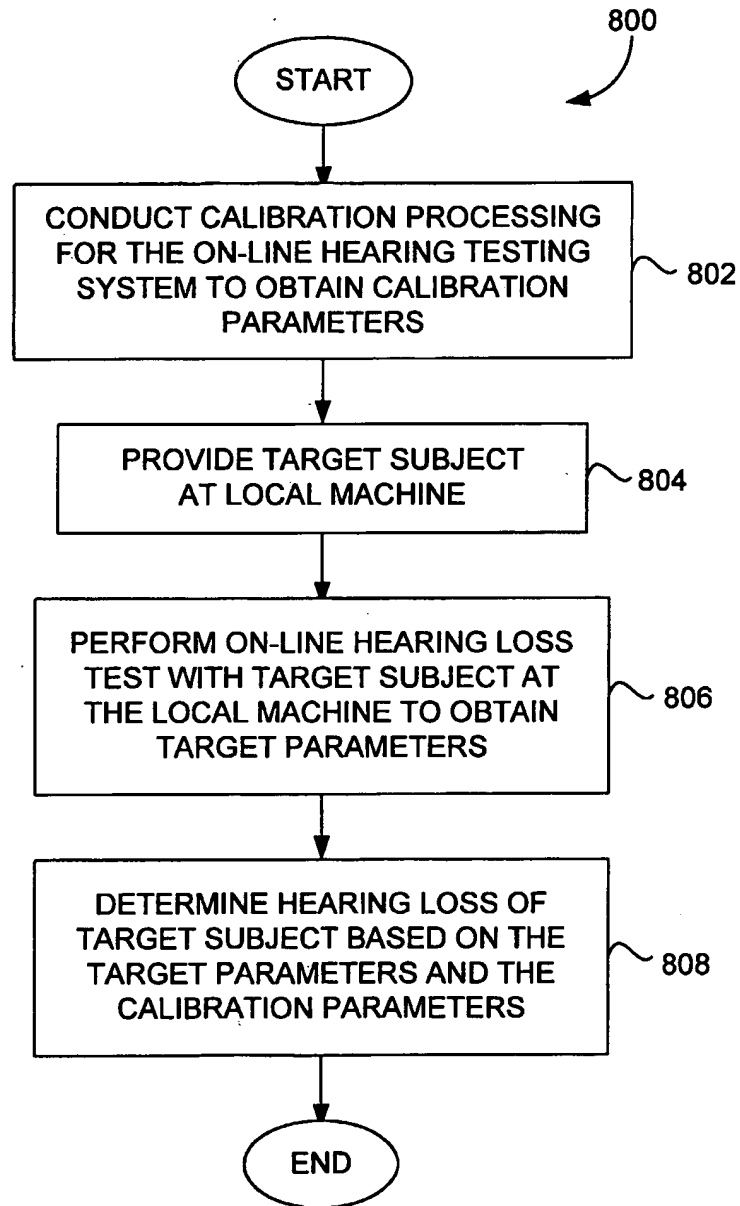 800
START
CONDUCT CALIBRATION PROCESSING
FOR THE ON-LINE HEARING TESTING
SYSTEM TO OBTAIN CALIBRATION
PARAMETERS
802
PROVIDE TARGET SUBJECT
AT LOCAL MACHINE
804
PERFORM ON-LINE HEARING LOSS
TEST WITH TARGET SUBJECT AT
THE LOCAL MACHINE TO OBTAIN
TARGET PARAMETERS
806
DETERMINE HEARING LOSS OF
TARGET SUBJECT BASED ON THE
TARGET PARAMETERS AND THE
CALIBRATION PARAMETERS
808
END